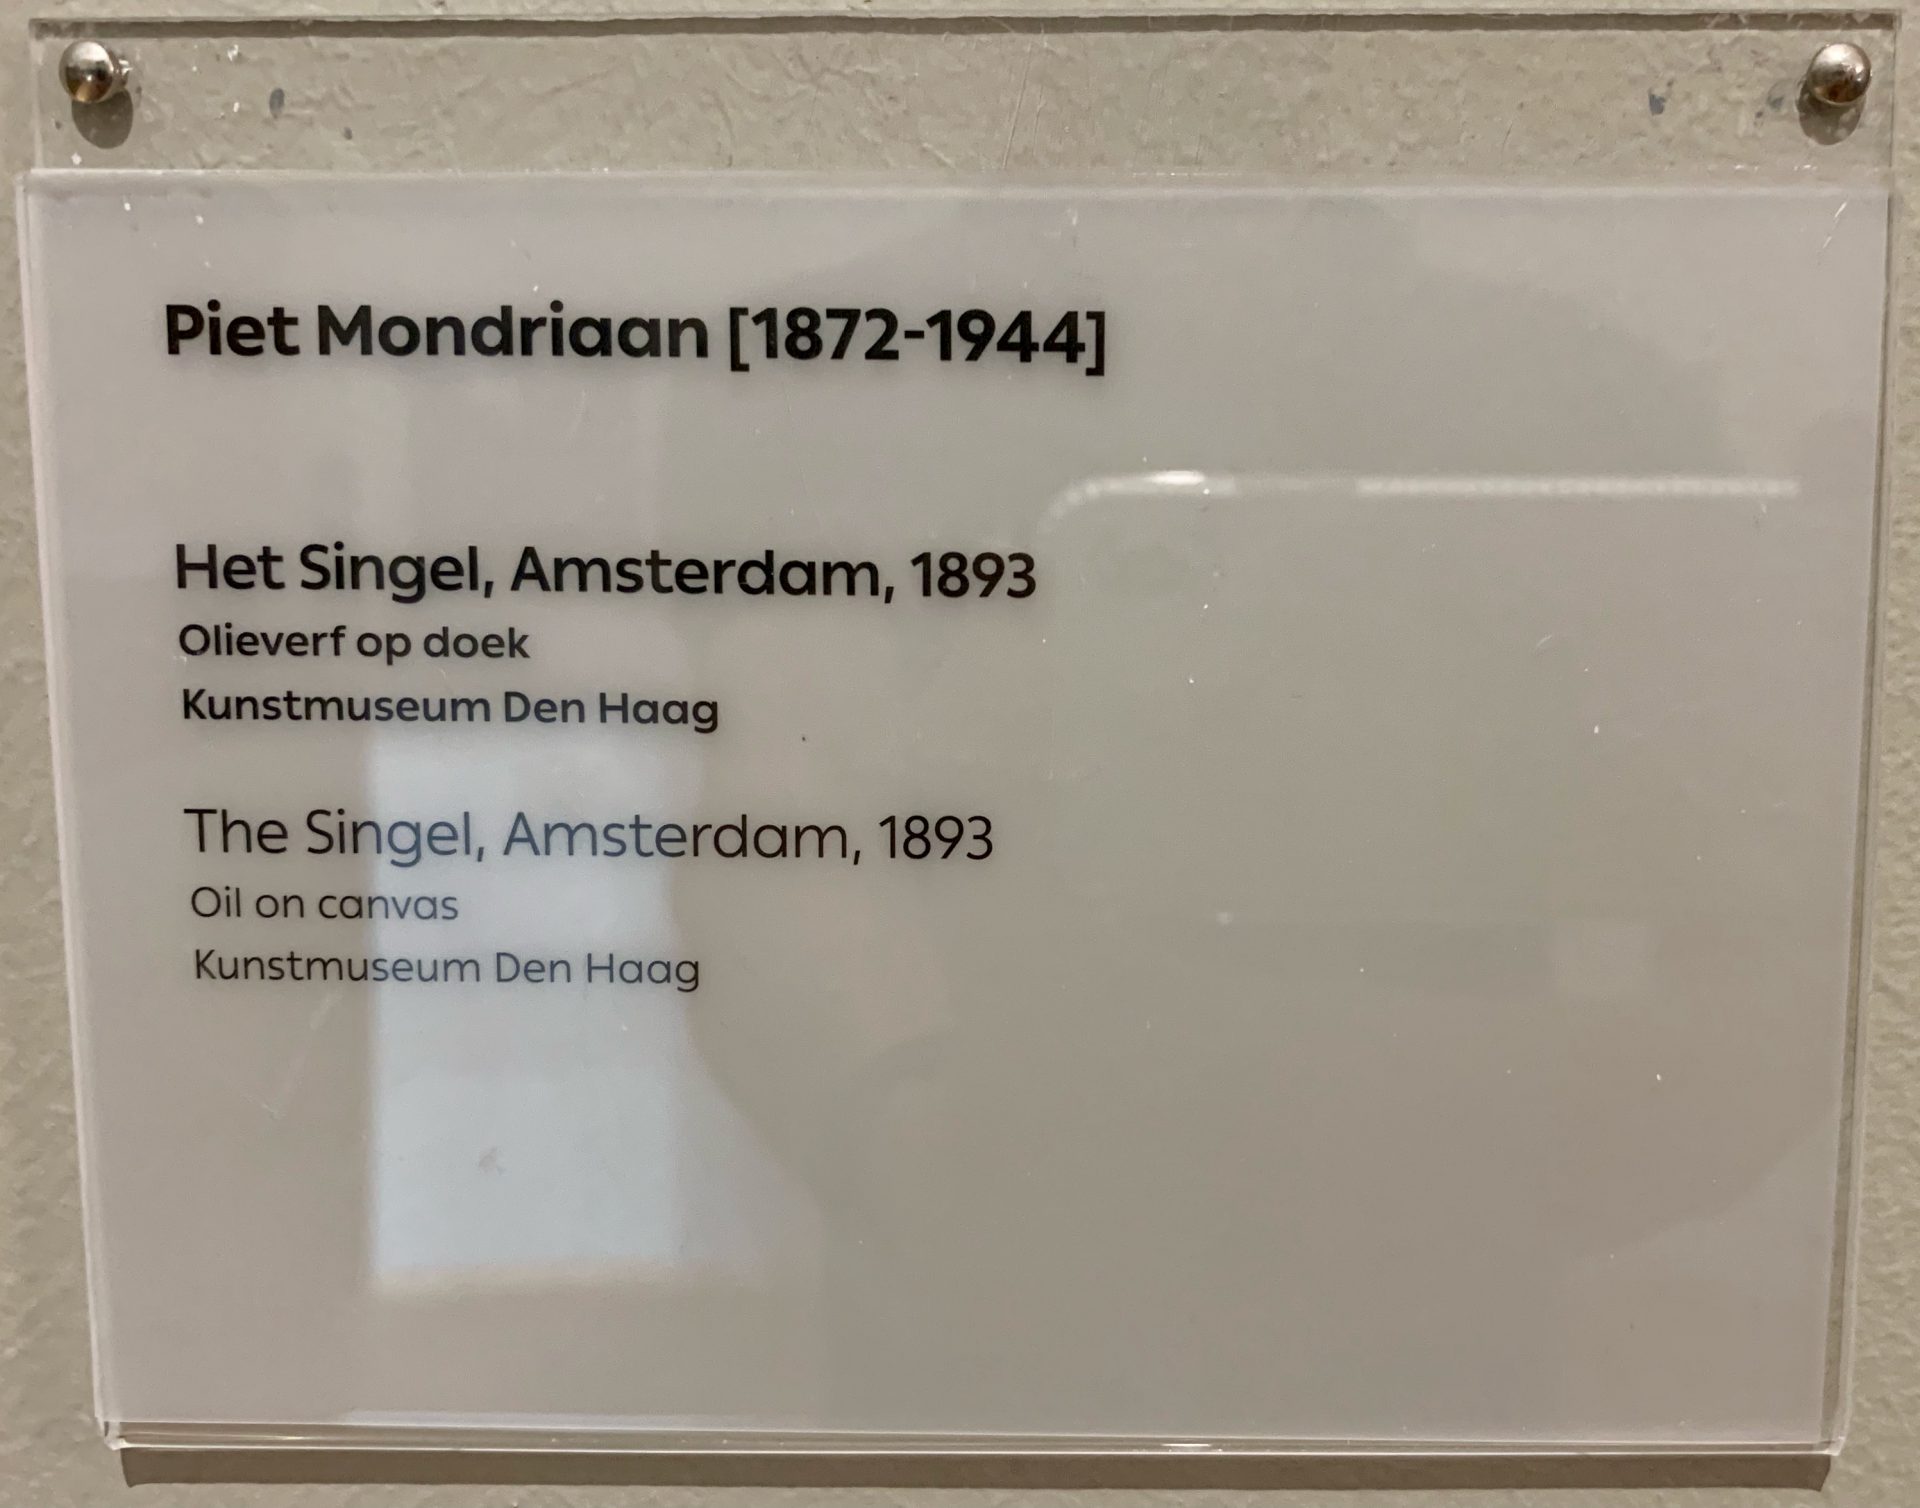 Piet Mondriaan [1872-1944]
Het Singel, Amsterdam, 1893
Olieverf op doek
Kunstmuseum Den Haag
The Singel, Amsterdam, 1893
Oil on canvas
Kunstmuseum Den Haag